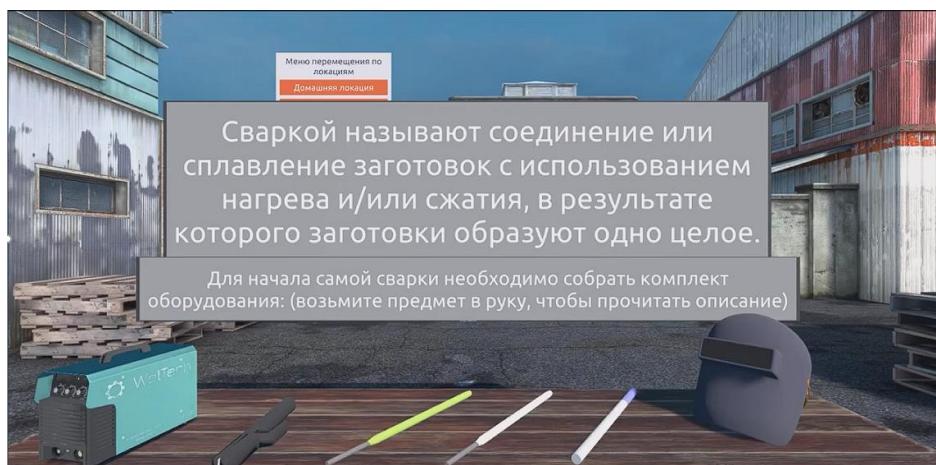 Меню перемещения по
локациям
Домашняя локация
Сваркой называют соединение или
сплавление заготовок с использованием
нагрева и/или сжатия, в результате
которого заготовки образуют одно целое.
Для начала самой сварки необходимо собрать комплект
оборудования: (возьмите предмет в руку, чтобы прочитать описание)
WelTech